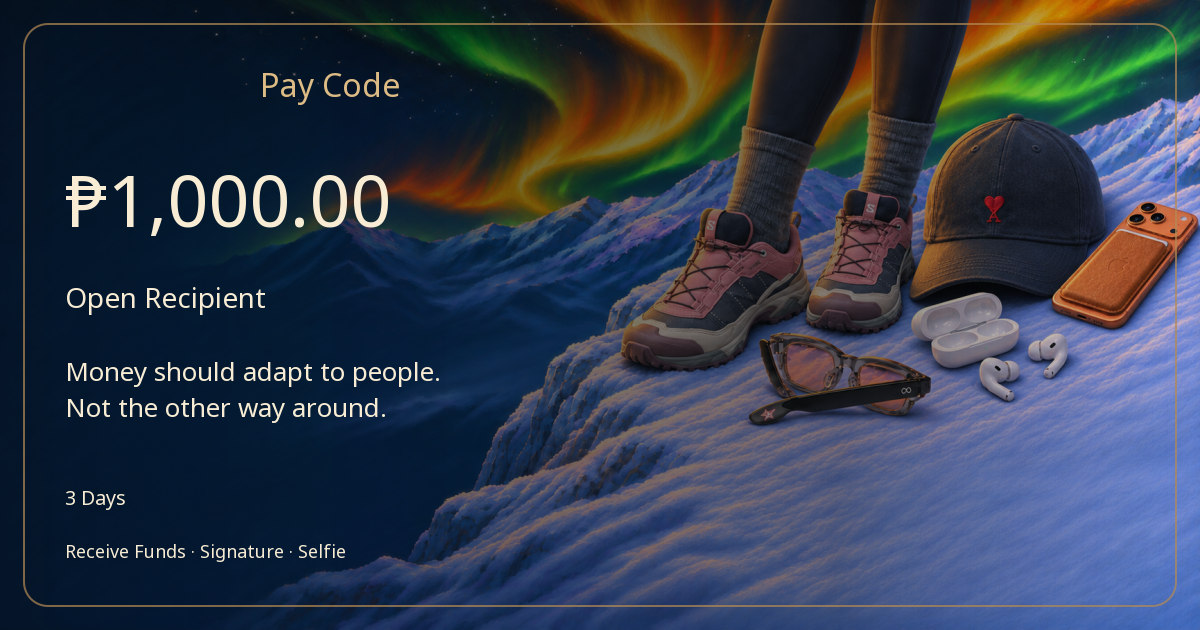 Pay Code
₱1,000.00
Open Recipient
Money should adapt to people.
Not the other way around.
3 Days
Receive Funds · Signature · Selfie